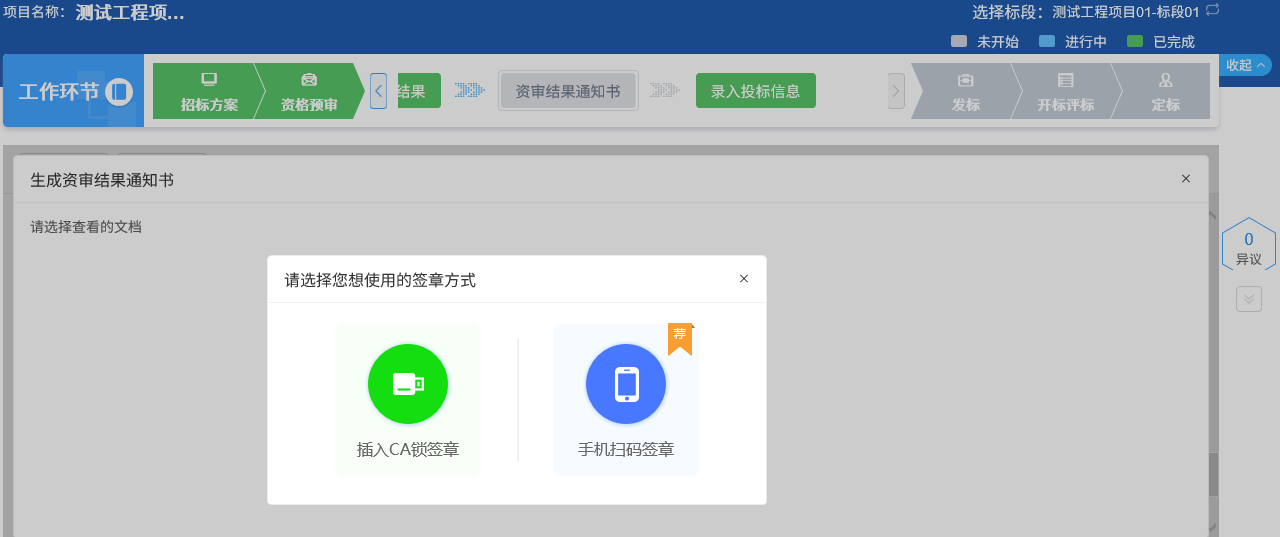 项目名称： 测试工程项...
选择标段：测试工程项目01-标段01
未开始 进行中 已完成
工作环节
招标方案
资格预审
结果
资审结果通知书
录入投标信息
发标
开标评标
定标
收起
生成资审结果通知书
请选择查看的文档
0
异议
请选择您想使用的签章方式
荐
插入CA锁签章
手机扫码签章